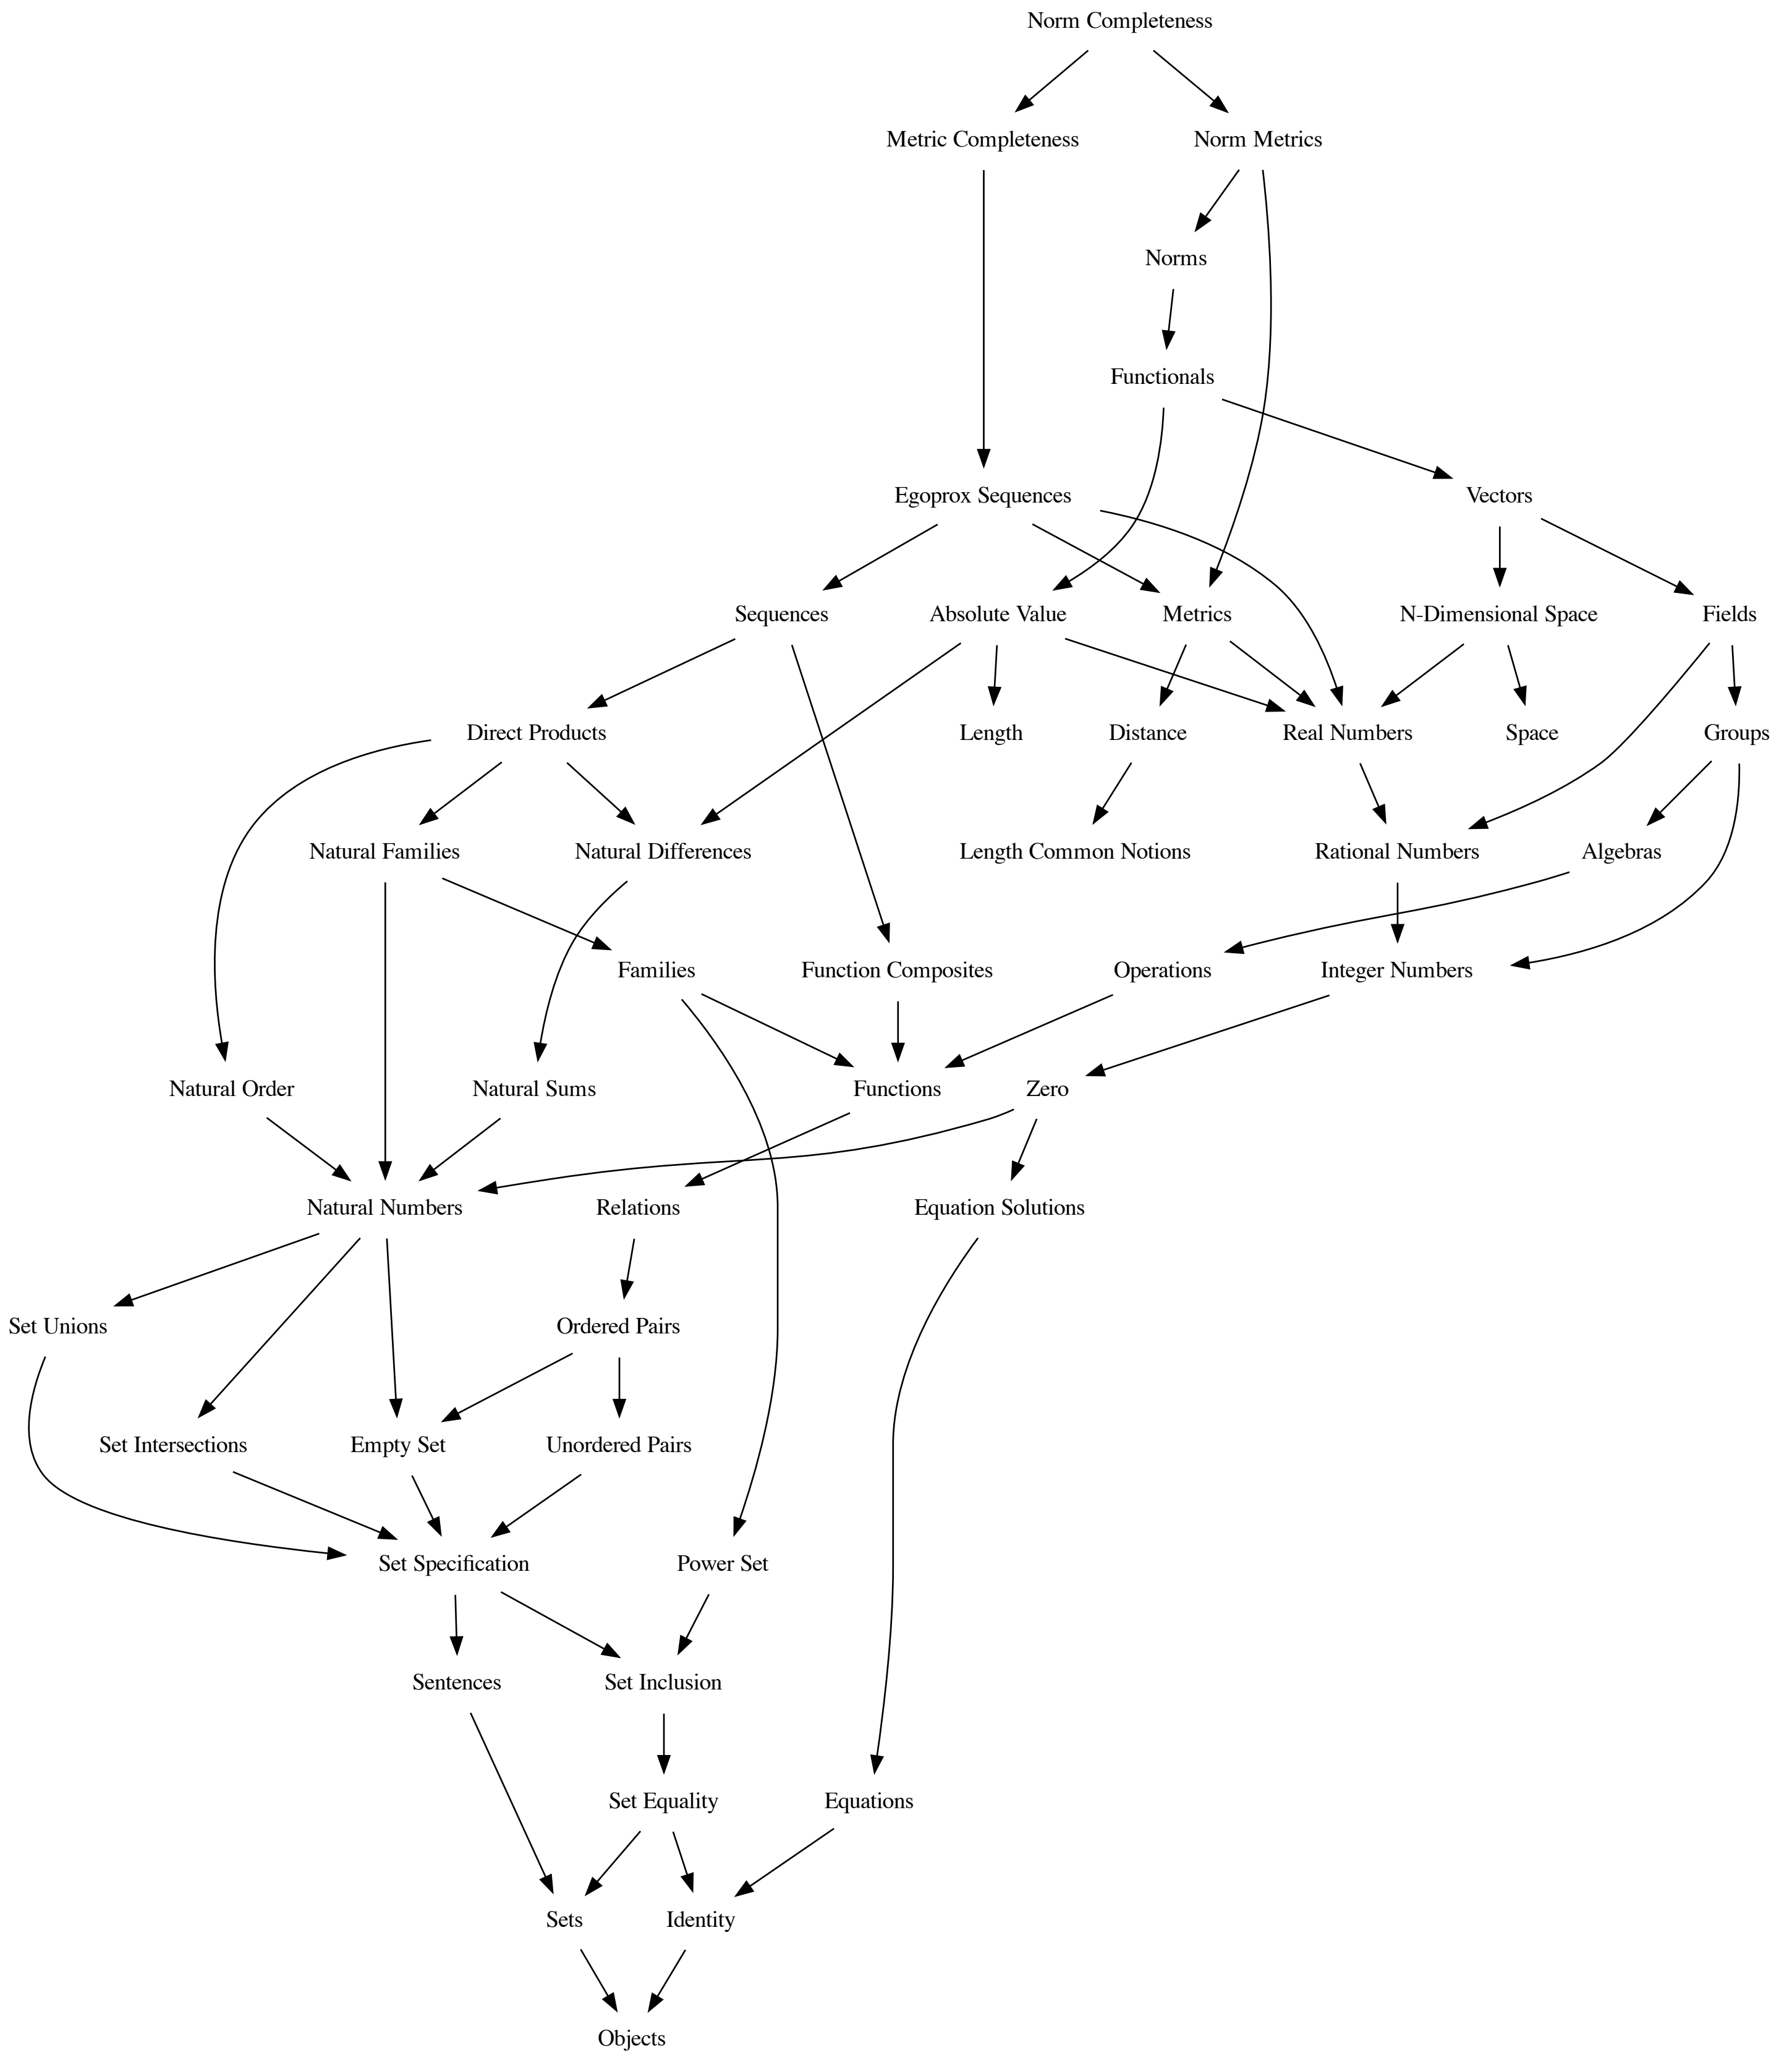 Norm Completeness
Metric Completeness
Norm Metrics
Norms
Functionals
Egoprox Sequences
Vectors
Sequences
Absolute Value
Metrics
N-Dimensional Space
Fields
Direct Products
Length
Distance
Real Numbers
Space
Groups
Natural Families
Natural Differences
Length Common Notions
Rational Numbers
Algebras
Families
Function Composites
Operations
Integer Numbers
Natural Order
Natural Sums
Functions
Zero
Natural Numbers
Relations
Equation Solutions
Set Unions
Ordered Pairs
Set Intersections
Empty Set
Unordered Pairs
Set Specification
Power Set
Sentences
Set Inclusion
Set Equality
Equations
Sets
Identity
Objects